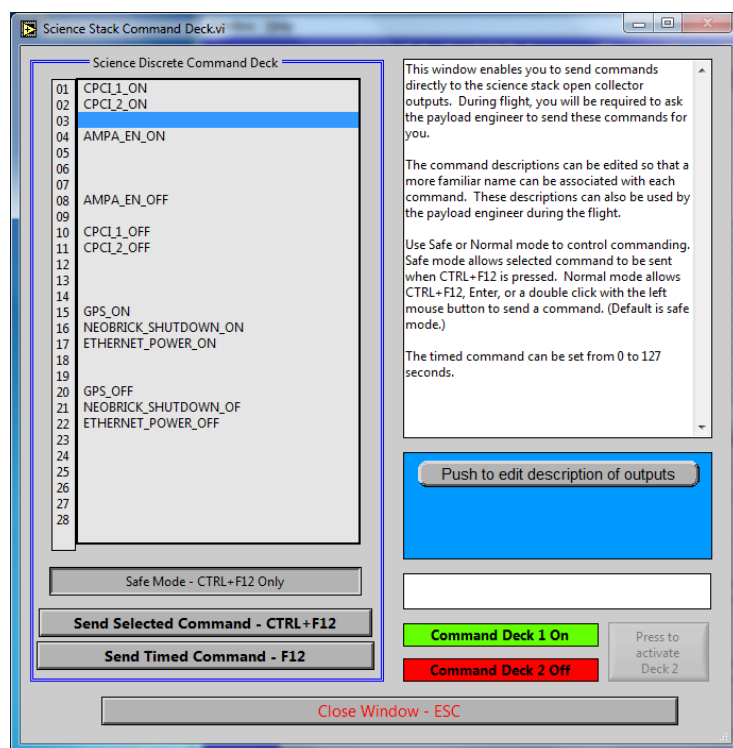 Science Stack Command Deck.vi
Science Discrete Command Deck
01 CPCI_1_ON
02 CPCI_2_ON
03
04 AMPA_EN_ON
05
06
07
08 AMPA_EN_OFF
09
10 CPCI_1_OFF
11 CPCI_2_OFF
12
13
14
15 GPS_ON
16 NEOBRICK_SHUTDOWN_ON
17 ETHERNET_POWER_ON
18
19
20 GPS_OFF
21 NEOBRICK_SHUTDOWN_OF
22 ETHERNET_POWER_OFF
23
24
25
26
27
28
Safe Mode - CTRL+F12 Only
Send Selected Command - CTRL+F12
Send Timed Command - F12
This window enables you to send commands
directly to the science stack open collector
outputs. During flight, you will be required to ask
the payload engineer to send these commands for
you.
The command descriptions can be edited so that a
more familiar name can be associated with each
command. These descriptions can also be used by
the payload engineer during the flight.
Use Safe or Normal mode to control commanding.
Safe mode allows selected command to be sent
when CTRL+F12 is pressed. Normal mode allows
CTRL+F12, Enter, or a double click with the left
mouse button to send a command. (Default is safe
mode.)
The timed command can be set from 0 to 127
seconds.
Push to edit description of outputs
Command Deck 1 On
Command Deck 2 Off
Press to
activate
Deck 2
Close Window - ESC